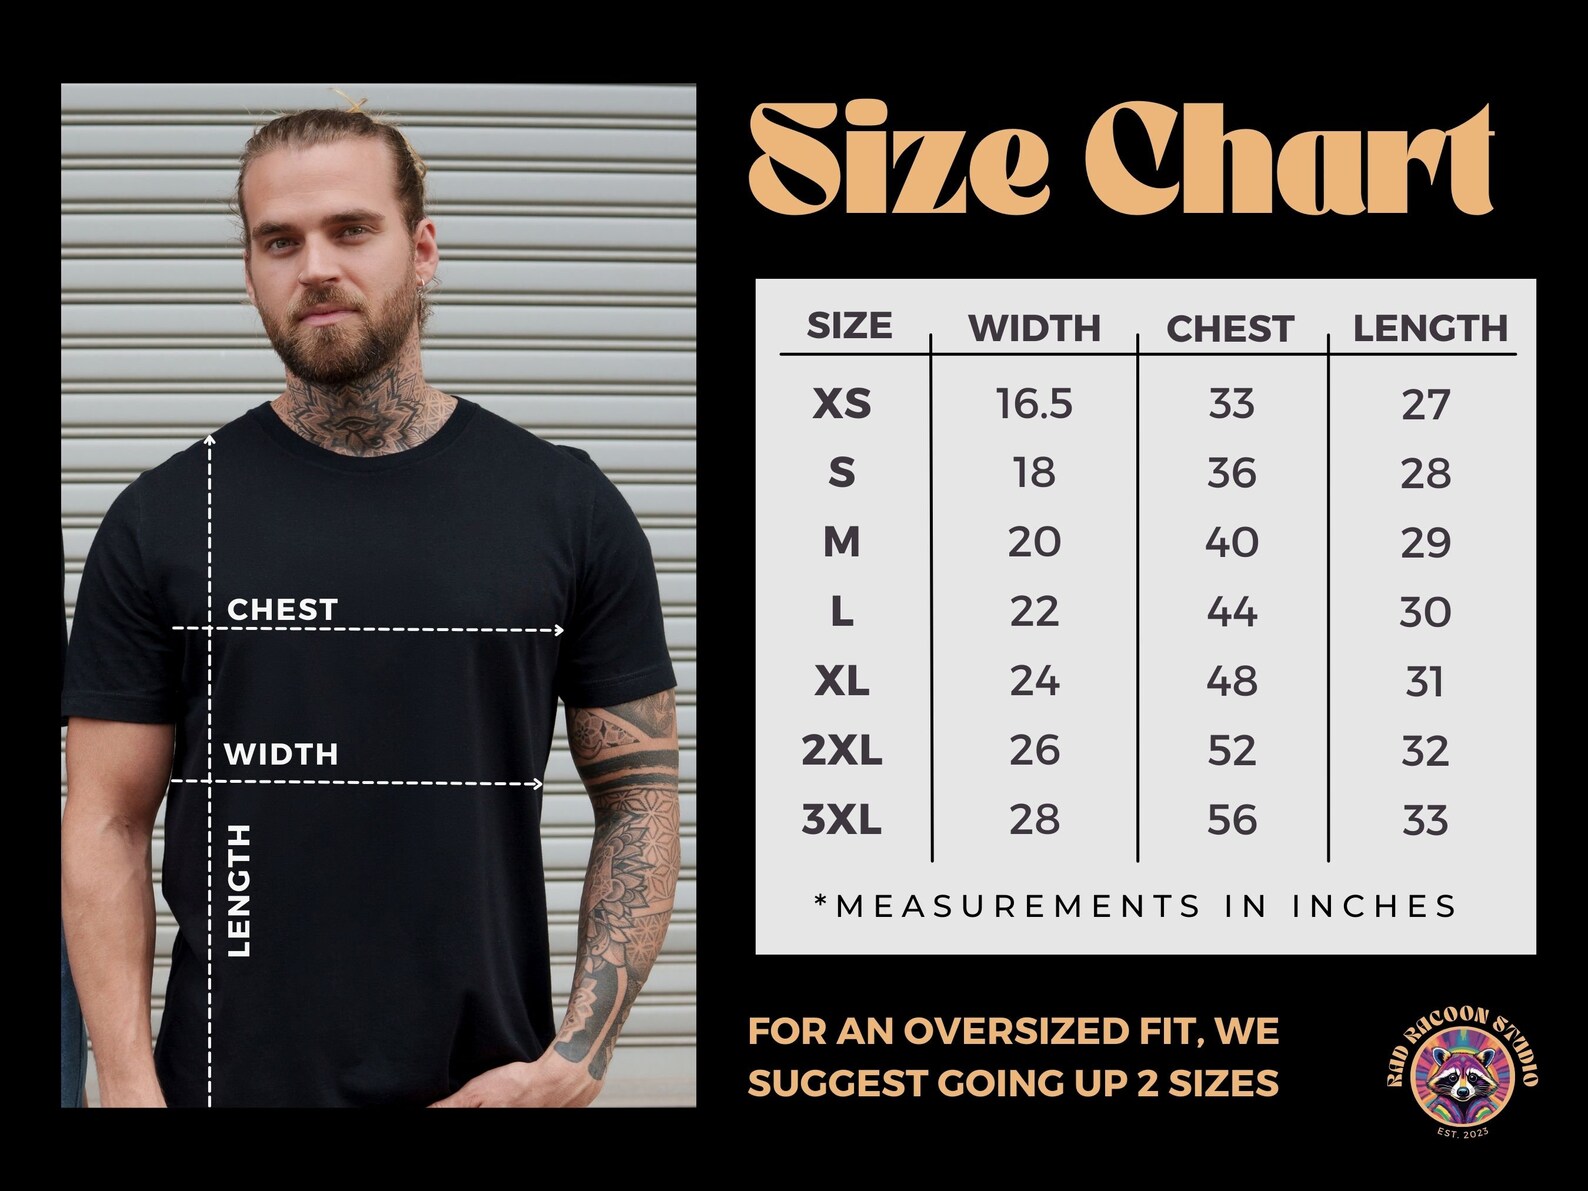 Size Chart
SIZE WIDTH CHEST LENGTH
XS 16.5 33 27
S 18 36 28
M 20 40 29
L 22 44 30
XL 24 48 31
2XL 26 52 32
3XL 28 56 33
*MEASUREMENTS IN INCHES
CHEST
WIDTH
LENGTH
FOR AN OVERSIZED FIT, WE
SUGGEST GOING UP 2 SIZES
RAD RACOON STUDIO
EST. 2023